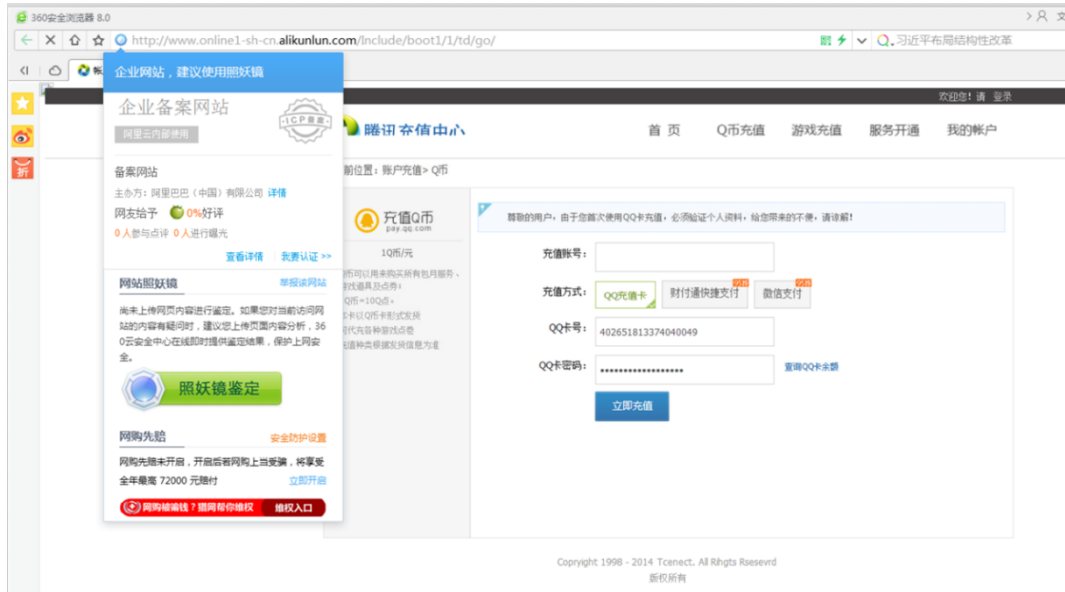 360安全浏览器 8.0
http://www.online1-sh-cn.alikunlun.com/Include/boot1/1/td/go/
习近平布局结构性改革
企业网站，建议使用照妖镜
欢迎您! 请 登录
企业备案网站
阿里云内部使用
ICP备案
腾讯充值中心
首 页 Q币充值 游戏充值 服务开通 我的帐户
备案网站
前位置：账户充值> Q币
主办方：阿里巴巴（中国）有限公司 详情
网友给予 0%好评
0 人参与点评 0 人进行曝光
查看详情 我要认证 >>
充值Q币
pay.qq.com
1Q币/元
Q币=10Q点。
尊敬的用户，由于您首次使用QQ卡充值，必须验证个人资料，给您带来的不便，请谅解!
充值账号：
充值方式： QQ充值卡 财付通快捷支付 微信支付
QQ卡号： 402651813374040049
QQ卡密码： ••••••••••••••••••
查询QQ卡余额
立即充值
网站照妖镜 举报该网站
尚未上传网页内容进行鉴定。如果您对当前访问网
站的内容有疑问时，建议您上传页面内容分析，36
0云安全中心在线即时提供鉴定结果，保护上网安
全。
照妖镜鉴定
网购先赔 安全防护设置
网购先赔未开启，开启后若网购上当受骗，将享受
全年最高 72000 元赔付 立即开启
网购被骗钱？猎网帮你维权 维权入口
Copyright 1998 - 2014 Tcenect. All Rihgts Rsesevrd
版权所有